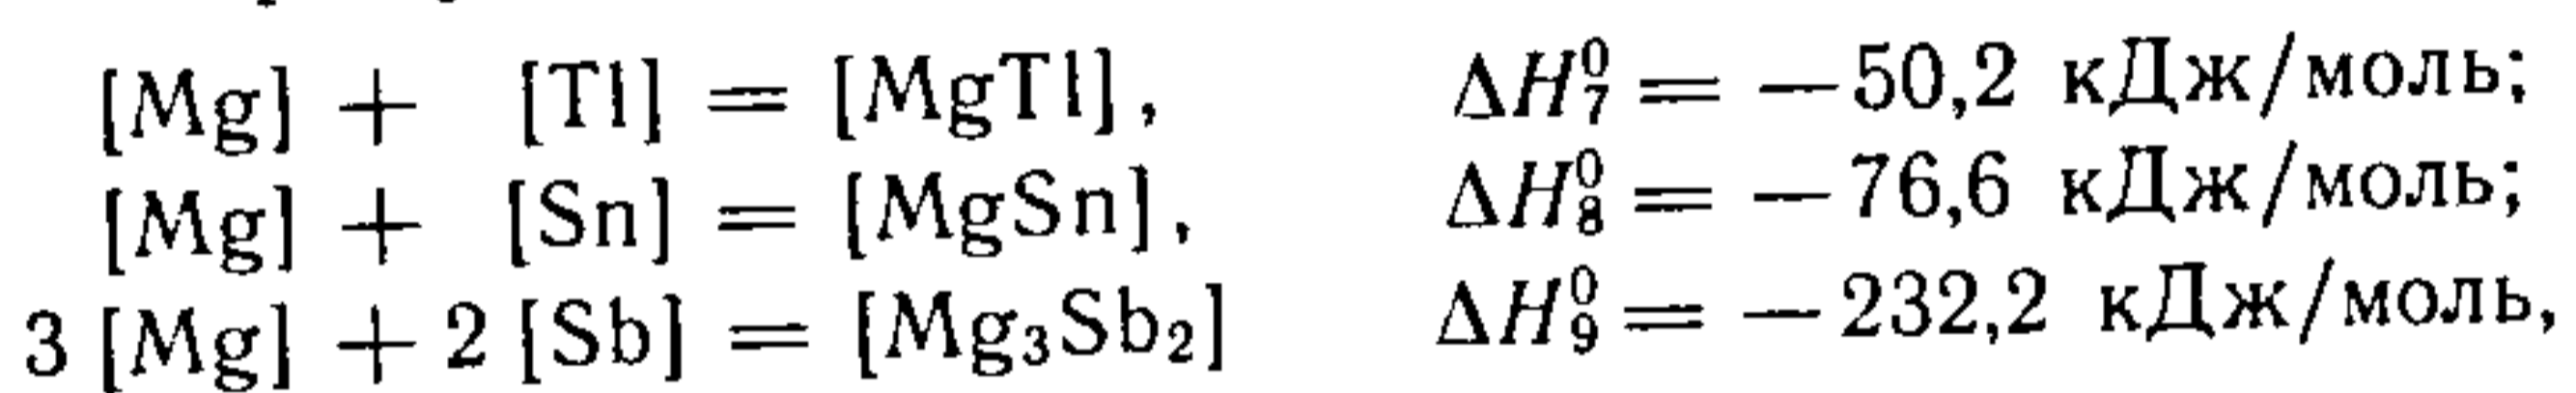 [Mg] + [Tl] = [MgTl], ΔH⁰₇ = —50,2 кДж/моль;
[Mg] + [Sn] = [MgSn], ΔH⁰₈ = —76,6 кДж/моль;
3 [Mg] + 2 [Sb] = [Mg₃Sb₂] ΔH⁰₉ = —232,2 кДж/моль,